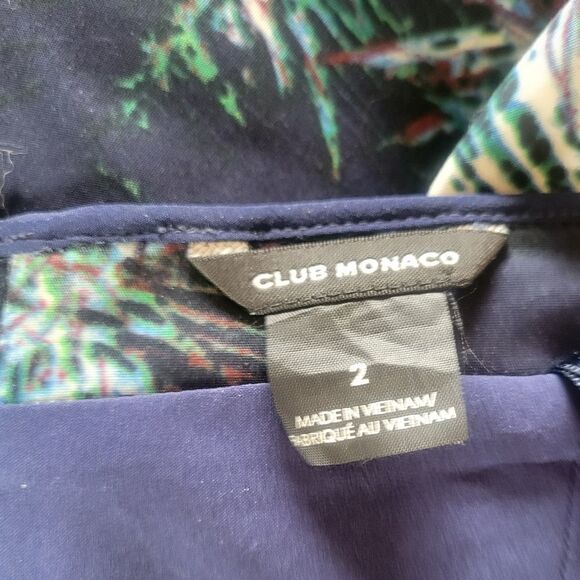 CLUB MONACO
2
MADE IN VIETNAM/
FABRIQUÉ AU VIETNAM